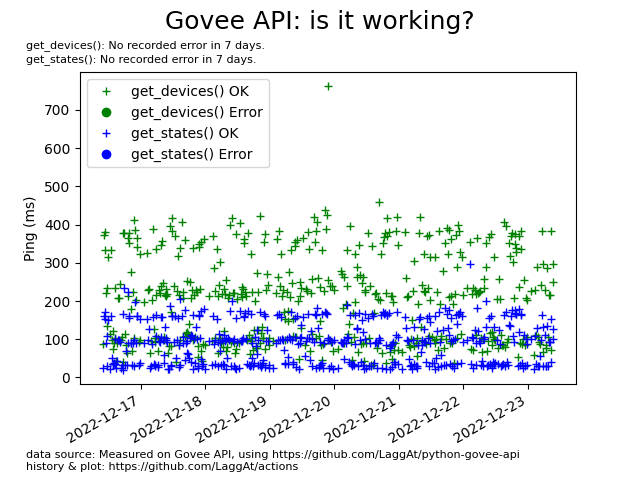 Govee API: is it working?
get_devices(): No recorded error in 7 days.
get_states(): No recorded error in 7 days.
get_devices() OK
get_devices() Error
get_states() OK
get_states() Error
Ping (ms)
700
600
500
400
300
200
100
0
2022-12-17
2022-12-18
2022-12-19
2022-12-20
2022-12-21
2022-12-22
2022-12-23
data source: Measured on Govee API, using https://github.com/LaggAt/python-govee-api
history & plot: https://github.com/LaggAt/actions